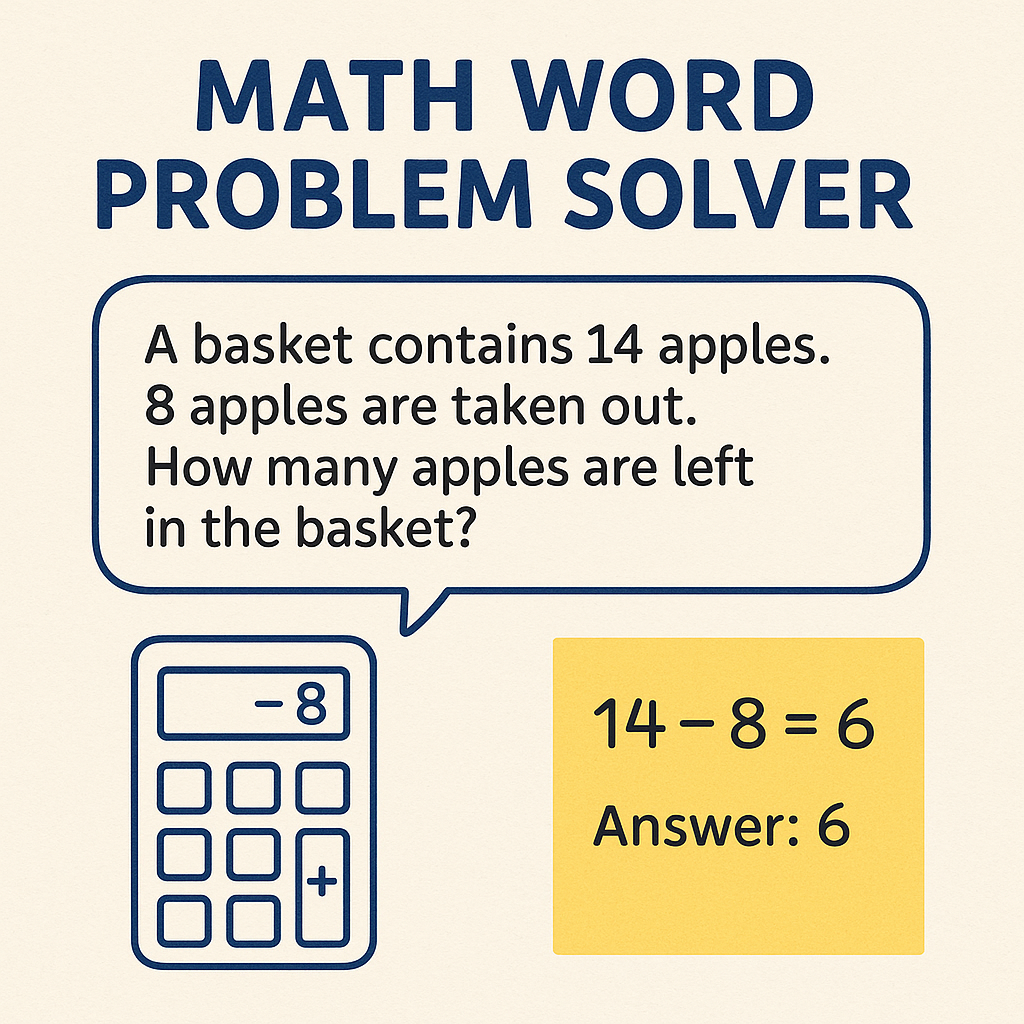 MATH WORD
PROBLEM SOLVER
A basket contains 14 apples.
8 apples are taken out.
How many apples are left
in the basket?
– 8
+
14 – 8 = 6
Answer: 6